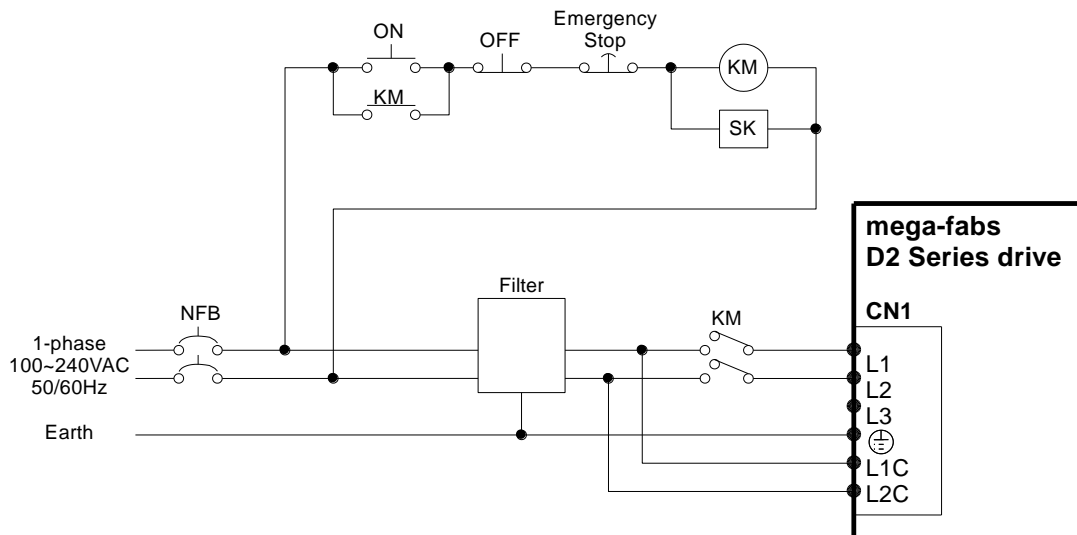 ON
OFF
Emergency
Stop
KM
KM
SK
mega-fabs
D2 Series drive
Filter
CN1
NFB
KM
1-phase
100~240VAC
50/60Hz
L1
L2
L3
Earth
L1C
L2C